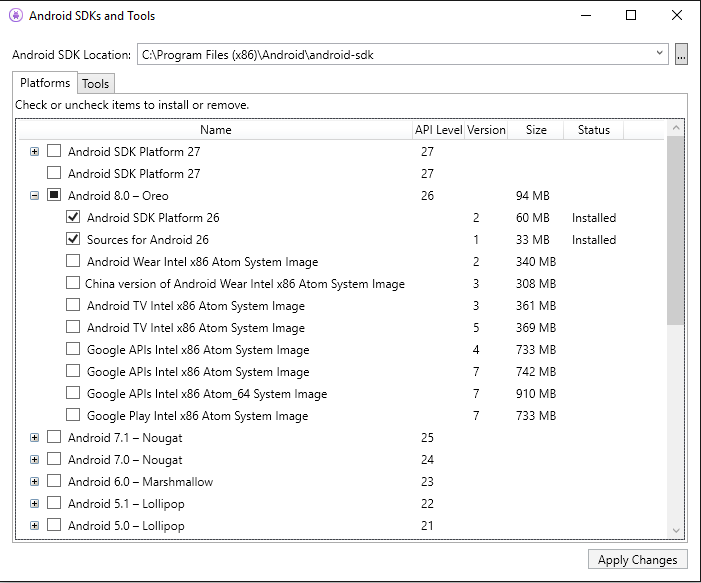 Android SDKs and Tools
Android SDK Location: C:\Program Files (x86)\Android\android-sdk ...
Platforms Tools
Check or uncheck items to install or remove.
Name API Level Version Size Status
Android SDK Platform 27 27
Android SDK Platform 27 27
Android 8.0 – Oreo 26 94 MB
Android SDK Platform 26 2 60 MB Installed
Sources for Android 26 1 33 MB Installed
Android Wear Intel x86 Atom System Image 2 340 MB
China version of Android Wear Intel x86 Atom System Image 3 308 MB
Android TV Intel x86 Atom System Image 3 361 MB
Android TV Intel x86 Atom System Image 5 369 MB
Google APIs Intel x86 Atom System Image 4 733 MB
Google APIs Intel x86 Atom System Image 7 742 MB
Google APIs Intel x86 Atom_64 System Image 7 910 MB
Google Play Intel x86 Atom System Image 7 733 MB
Android 7.1 – Nougat 25
Android 7.0 – Nougat 24
Android 6.0 – Marshmallow 23
Android 5.1 – Lollipop 22
Android 5.0 – Lollipop 21
Apply Changes